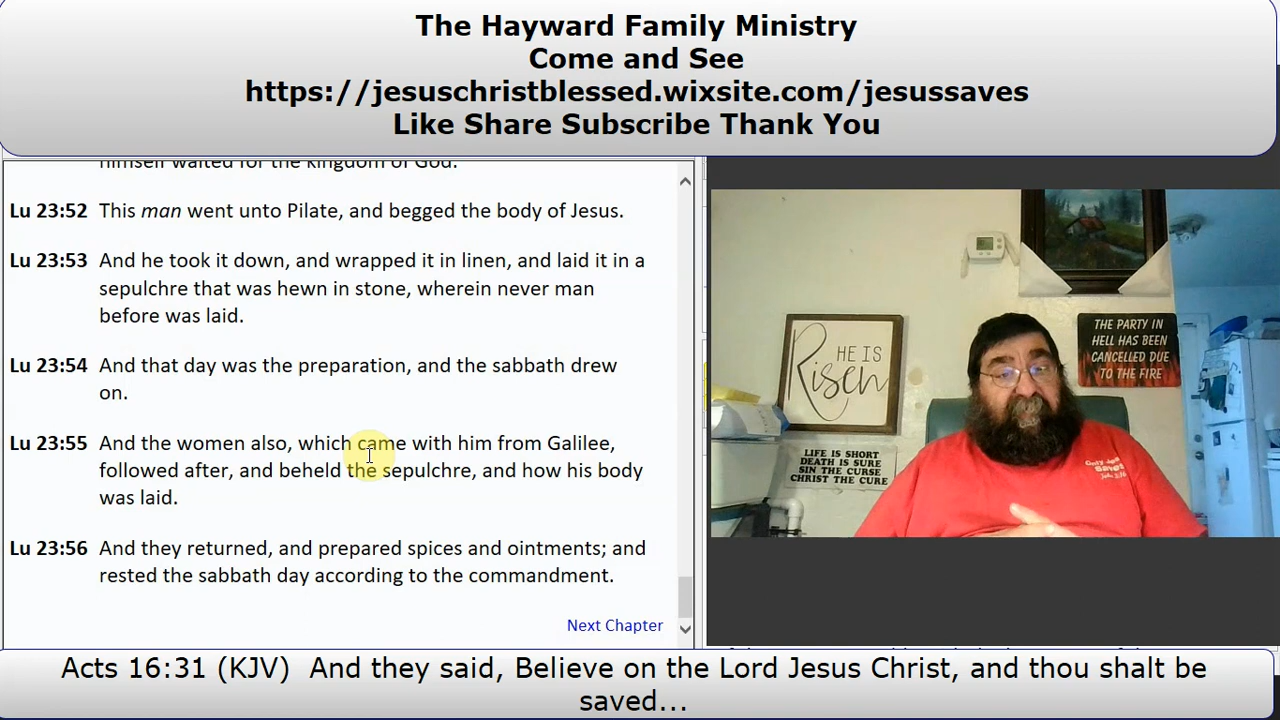 The Hayward Family Ministry
Come and See
https://jesuschristblessed.wixsite.com/jesussaves
Like Share Subscribe Thank You
himself waited for the kingdom of God.
Lu 23:52 This man went unto Pilate, and begged the body of Jesus.
Lu 23:53 And he took it down, and wrapped it in linen, and laid it in a
sepulchre that was hewn in stone, wherein never man
before was laid.
Lu 23:54 And that day was the preparation, and the sabbath drew
on.
Lu 23:55 And the women also, which came with him from Galilee,
followed after, and beheld the sepulchre, and how his body
was laid.
Lu 23:56 And they returned, and prepared spices and ointments; and
rested the sabbath day according to the commandment.
Next Chapter
HE IS
Risen
THE PARTY IN
HELL HAS BEEN
CANCELLED DUE
TO THE FIRE
LIFE IS SHORT
DEATH IS SURE
SIN THE CURSE
CHRIST THE CURE
Acts 16:31 (KJV) And they said, Believe on the Lord Jesus Christ, and thou shalt be
saved...